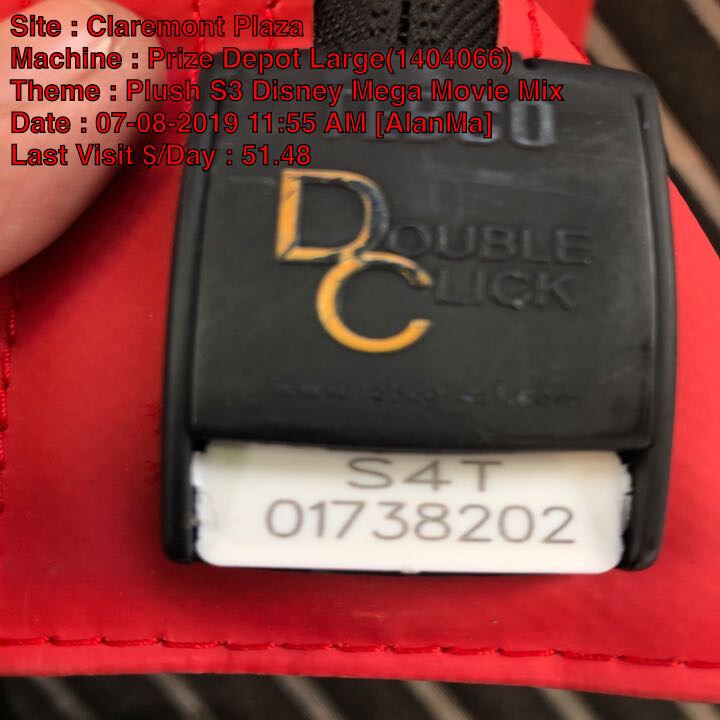 Site : Claremont Plaza
Machine : Prize Depot Large(1404066)
Theme : Plush S3 Disney Mega Movie Mix
Date : 07-08-2019 11:55 AM [AlanMa]
Last Visit $/Day : 51.48
DOUBLE
CLICK
S4T
01738202